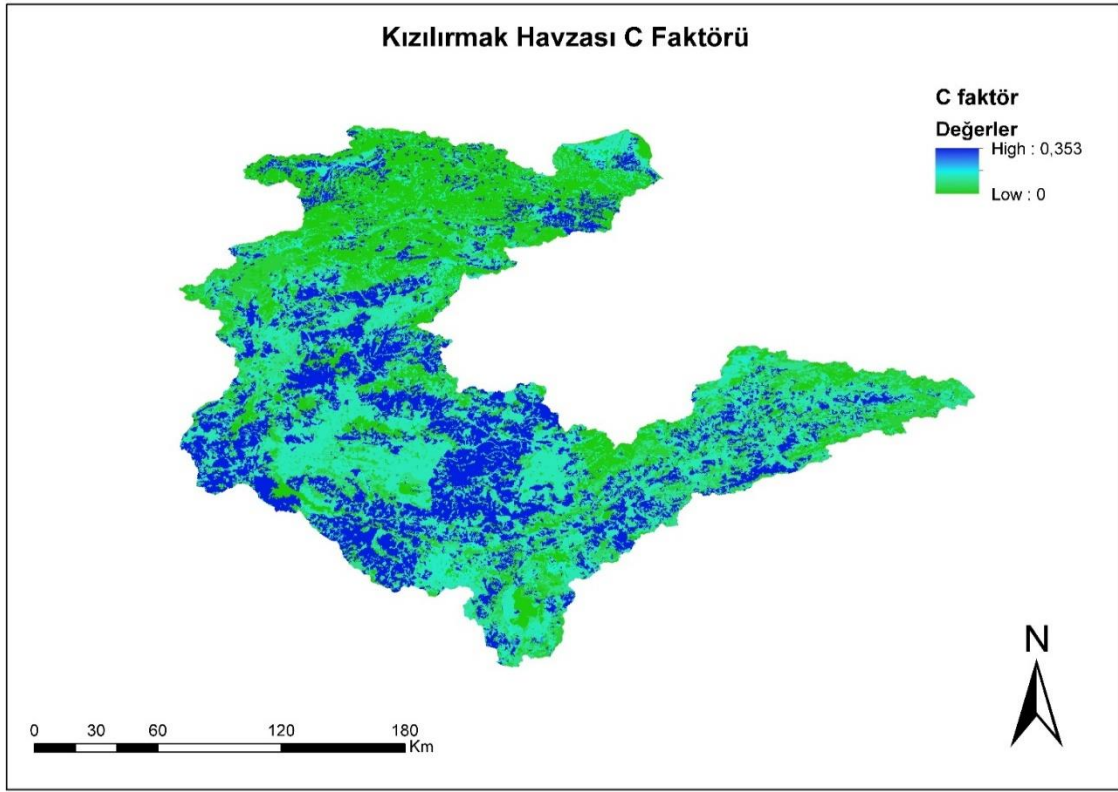 Kızılırmak Havzası C Faktörü
C faktör
Değerler
High : 0,353
Low : 0
N
0 30 60 120 180
Km